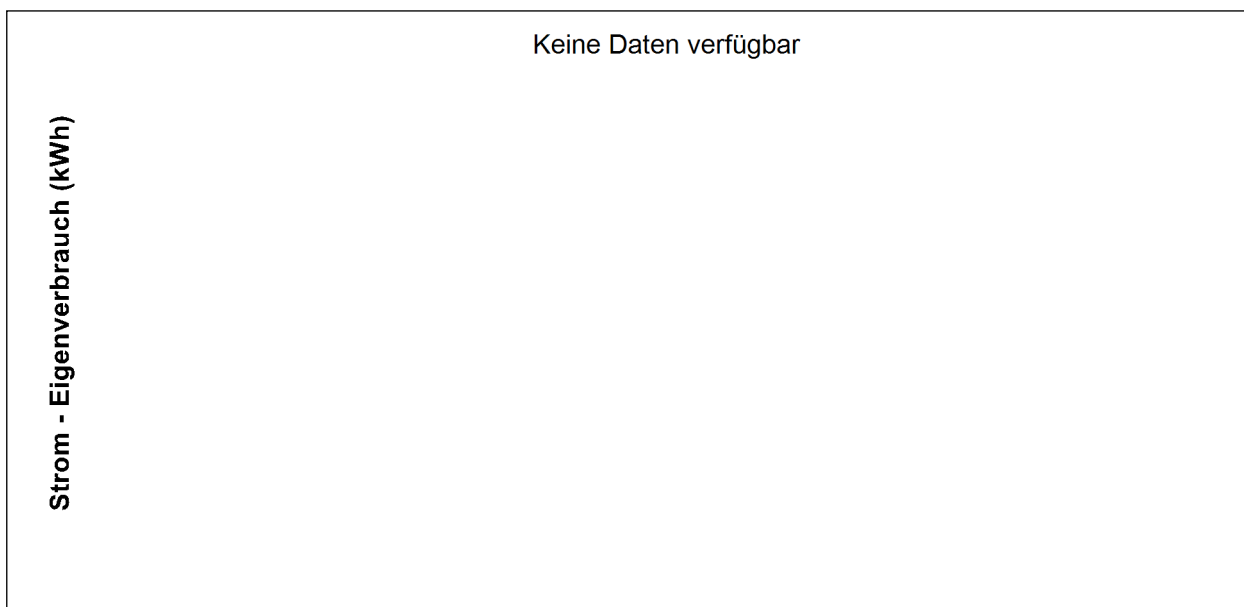 Keine Daten verfügbar
Strom - Eigenverbrauch (kWh)